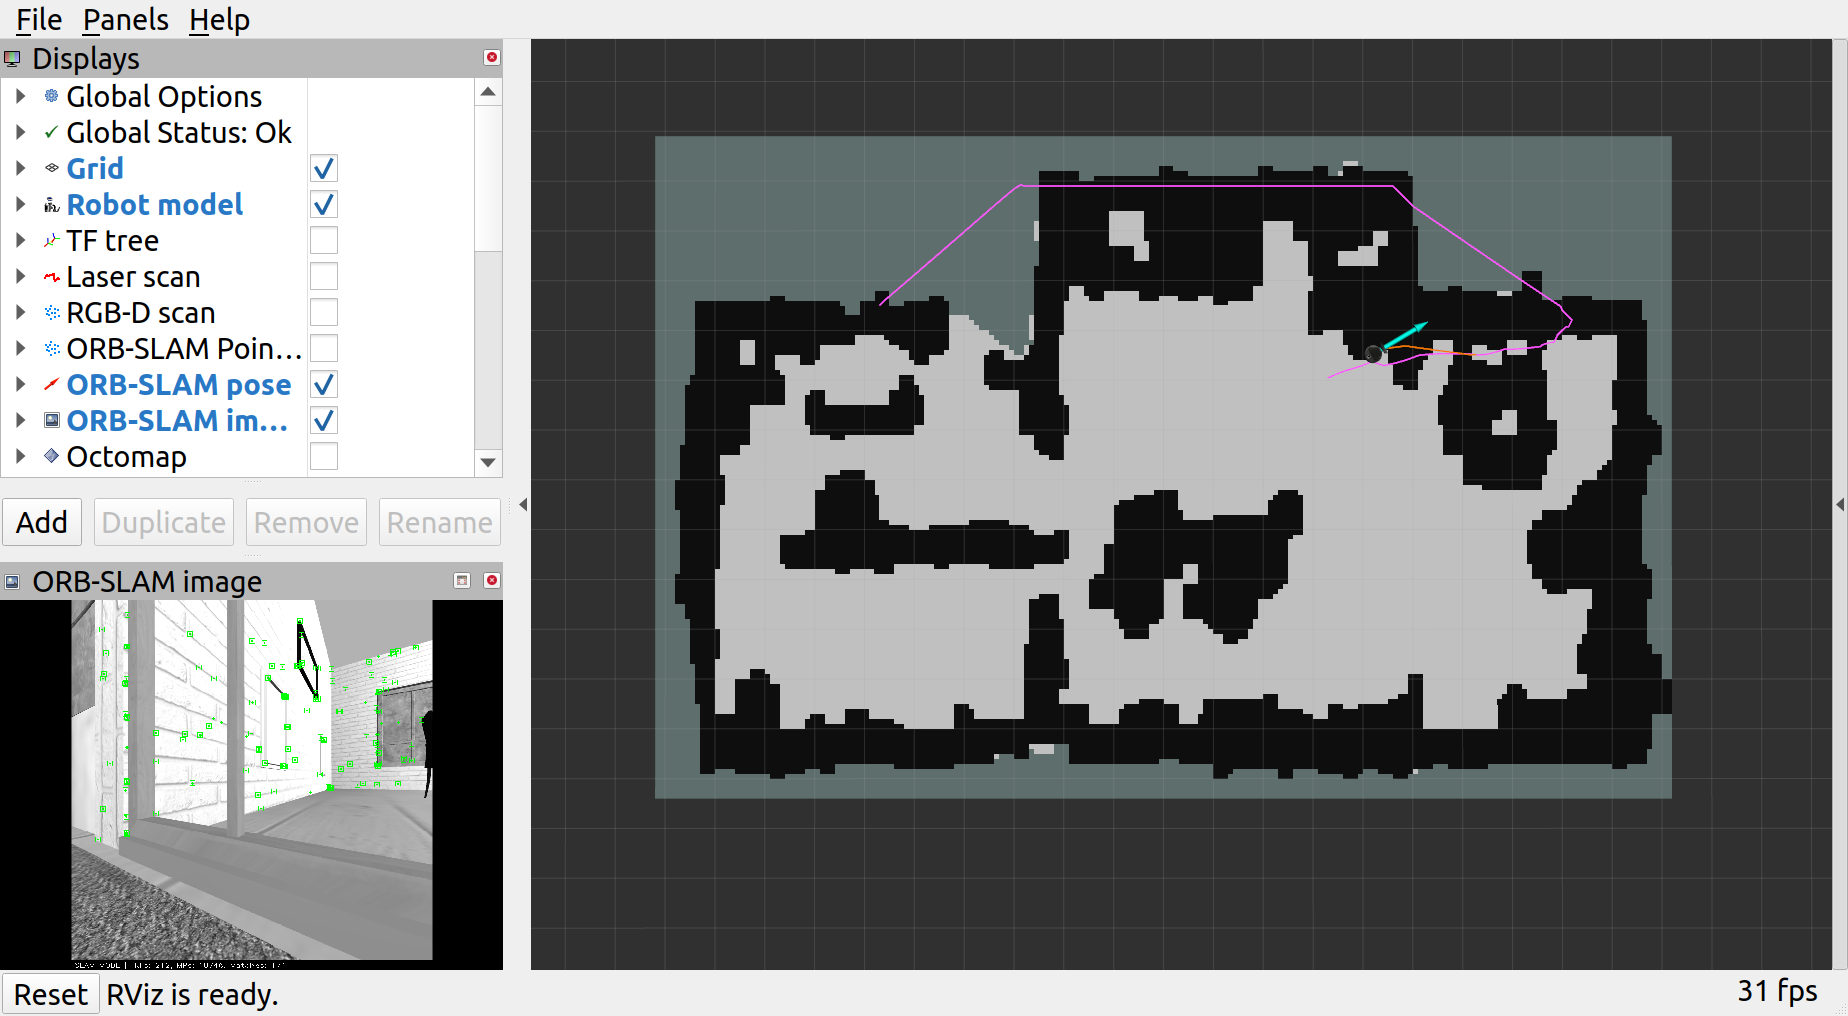 File Panels Help
Displays
Global Options
Global Status: Ok
Grid
Robot model
TF tree
Laser scan
RGB-D scan
ORB-SLAM Poin...
ORB-SLAM pose
ORB-SLAM im...
Octomap
Add Duplicate Remove Rename
ORB-SLAM image
SLAM MODE |
Reset RViz is ready.
31 fps